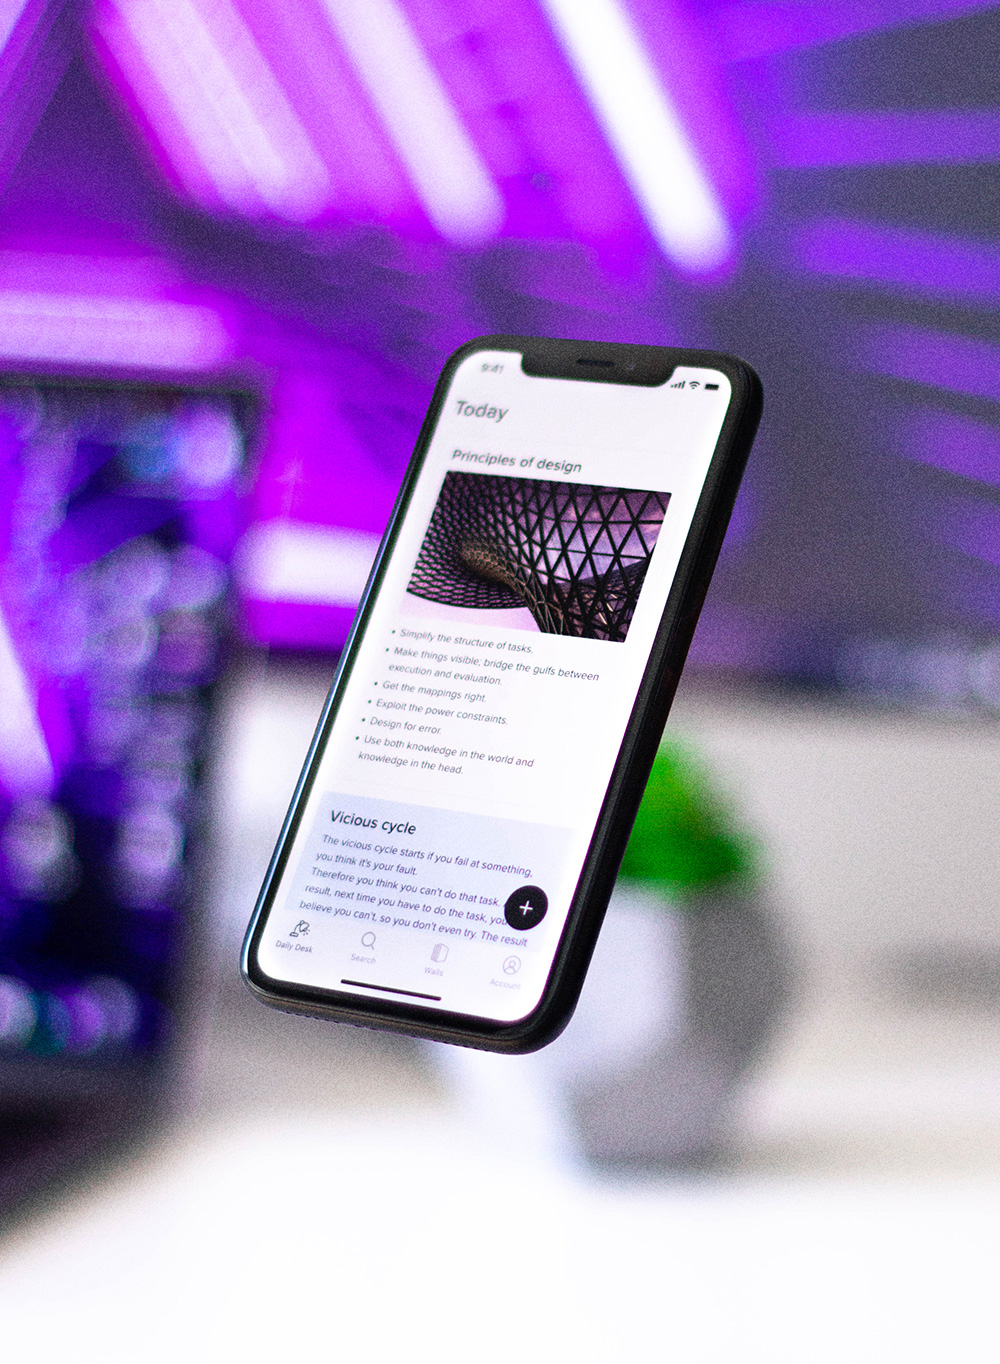 9:41
Today
Principles of design
• Simplify the structure of tasks.
• Make things visible; bridge the gulfs between
execution and evaluation.
• Get the mappings right.
• Exploit the power constraints.
• Design for error.
• Use both knowledge in the world and
knowledge in the head.
Vicious cycle
The vicious cycle starts if you fail at something,
you think it's your fault.
Therefore you think you can't do that task.
result, next time you have to do the task, you
believe you can't, so you don't even try. The result
Daily Desk
Search
Walls
Account